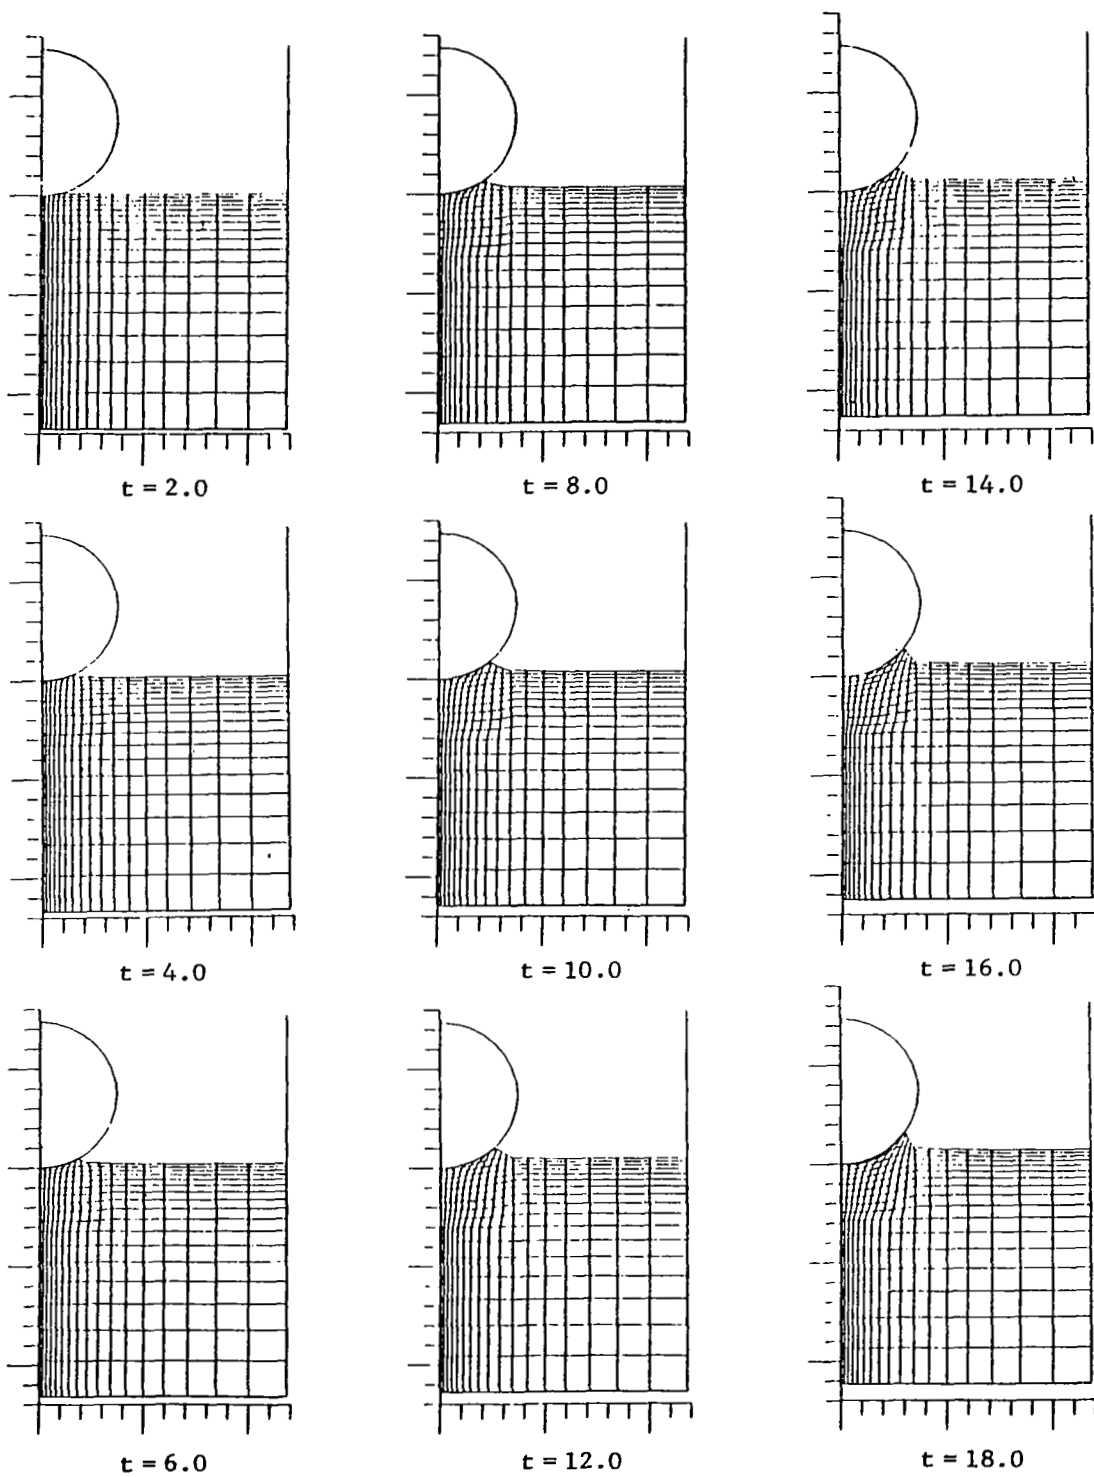 t = 2.0
t = 8.0
t = 14.0
t = 4.0
t = 10.0
t = 16.0
t = 6.0
t = 12.0
t = 18.0